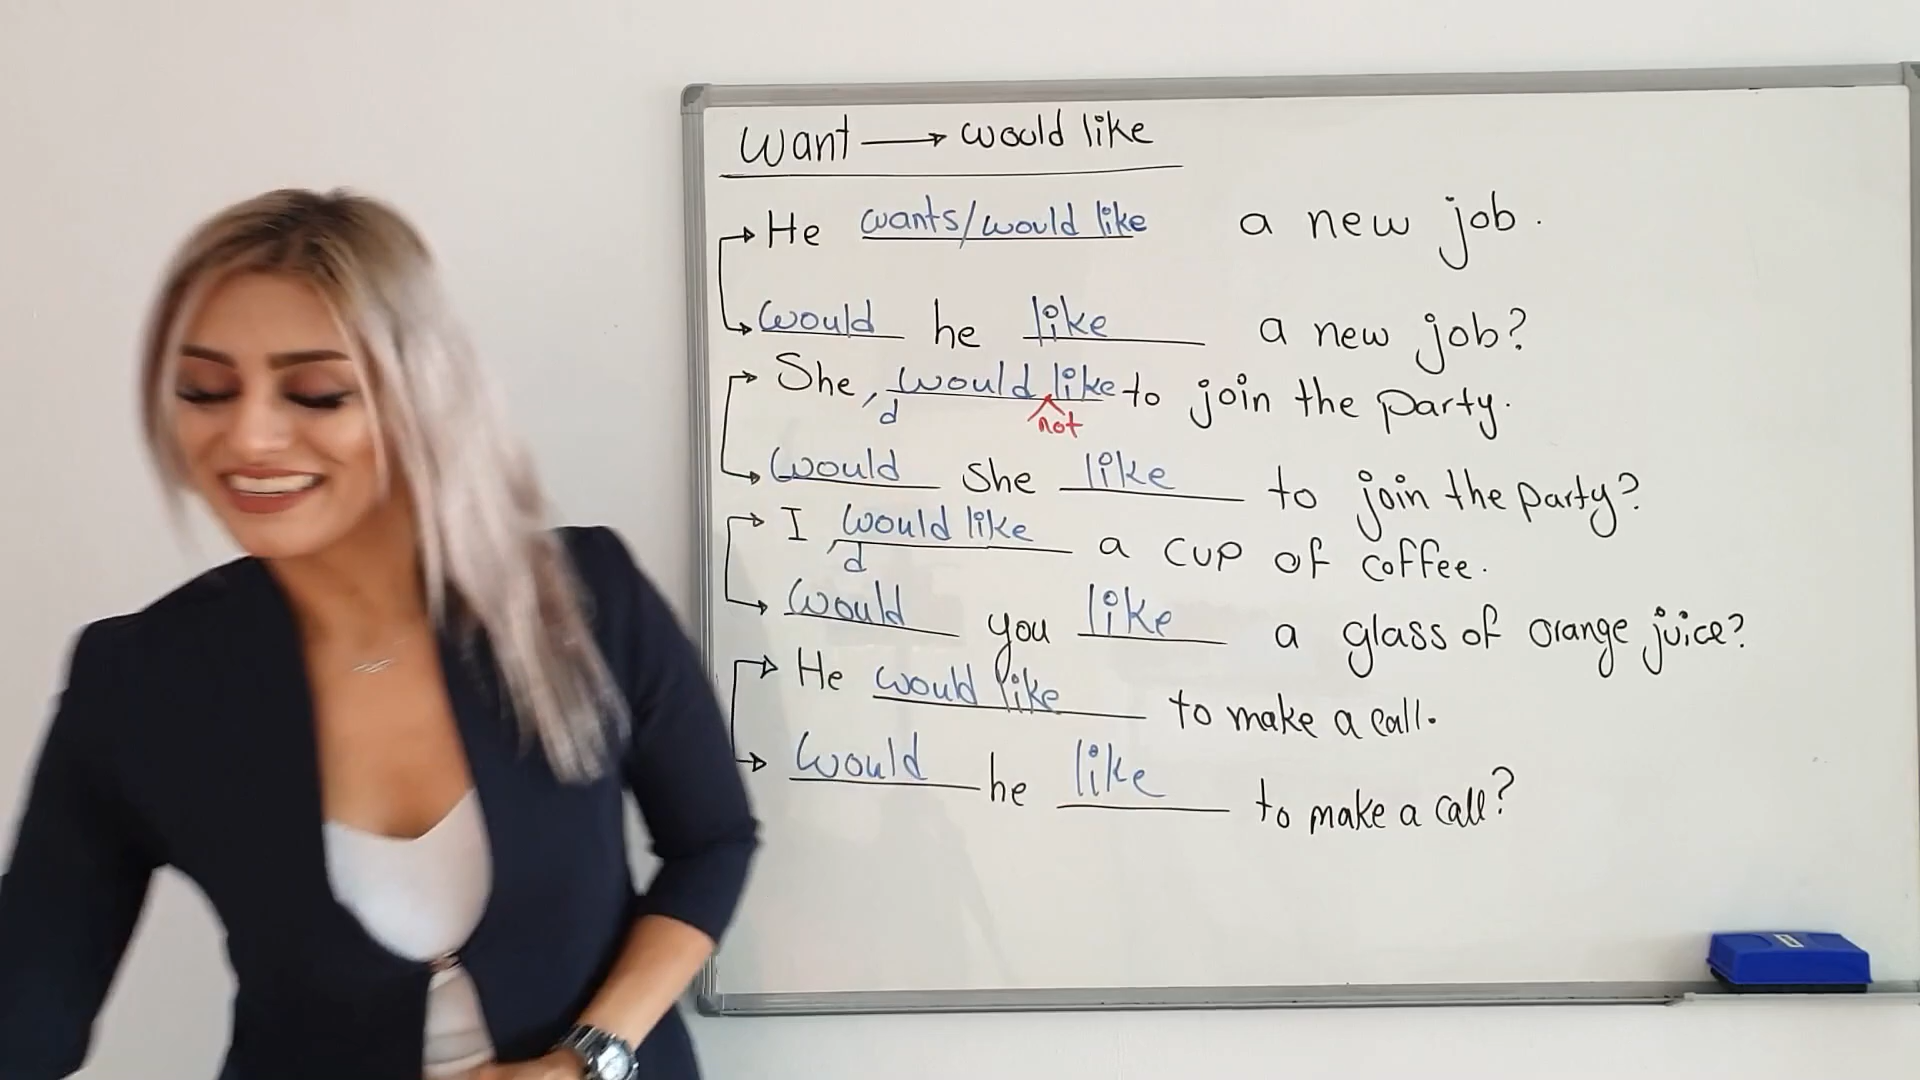 want → would like
He wants/would like a new job.
would he like a new job?
She would like to join the party.
'd not
Would she like to join the party?
I would like a cup of coffee.
'd
Would you like a glass of orange juice?
He would like to make a call.
Would he like to make a call?